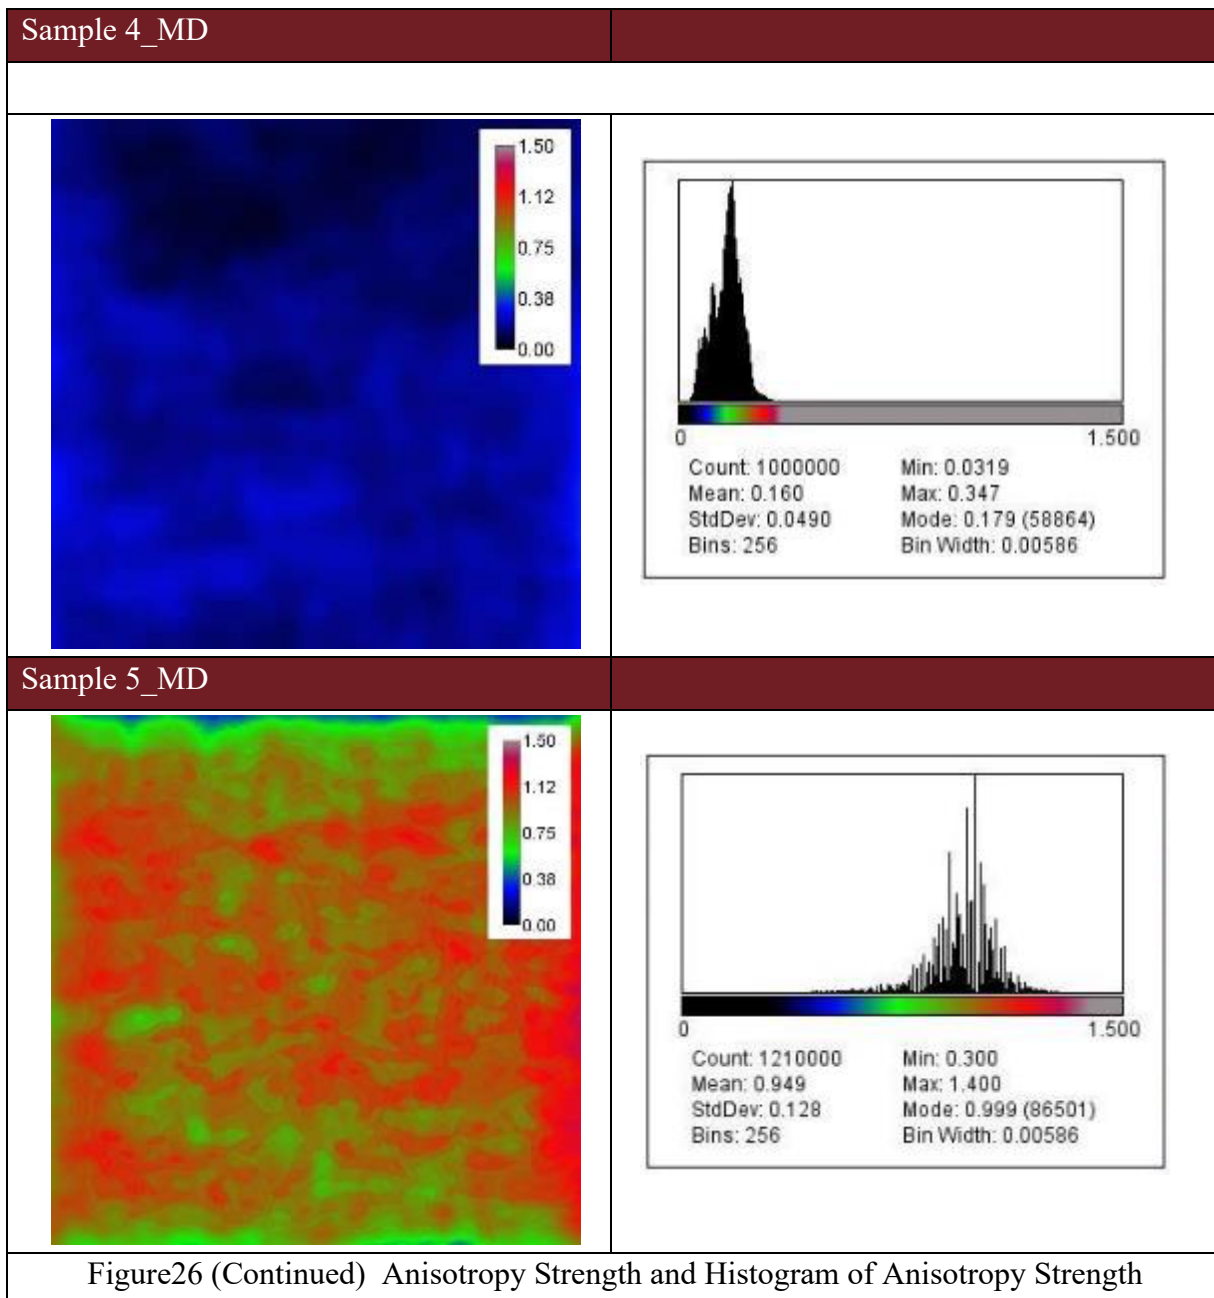 Sample 4_MD
1.50
1.12
0.75
0.38
0.00
0 1.500
Count: 1000000 Min: 0.0319
Mean: 0.160 Max: 0.347
StdDev: 0.0490 Mode: 0.179 (58864)
Bins: 256 Bin Width: 0.00586
Sample 5_MD
1.50
1.12
0.75
0.38
0.00
0 1.500
Count: 1210000 Min: 0.300
Mean: 0.949 Max: 1.400
StdDev: 0.128 Mode: 0.999 (86501)
Bins: 256 Bin Width: 0.00586
Figure26 (Continued) Anisotropy Strength and Histogram of Anisotropy Strength